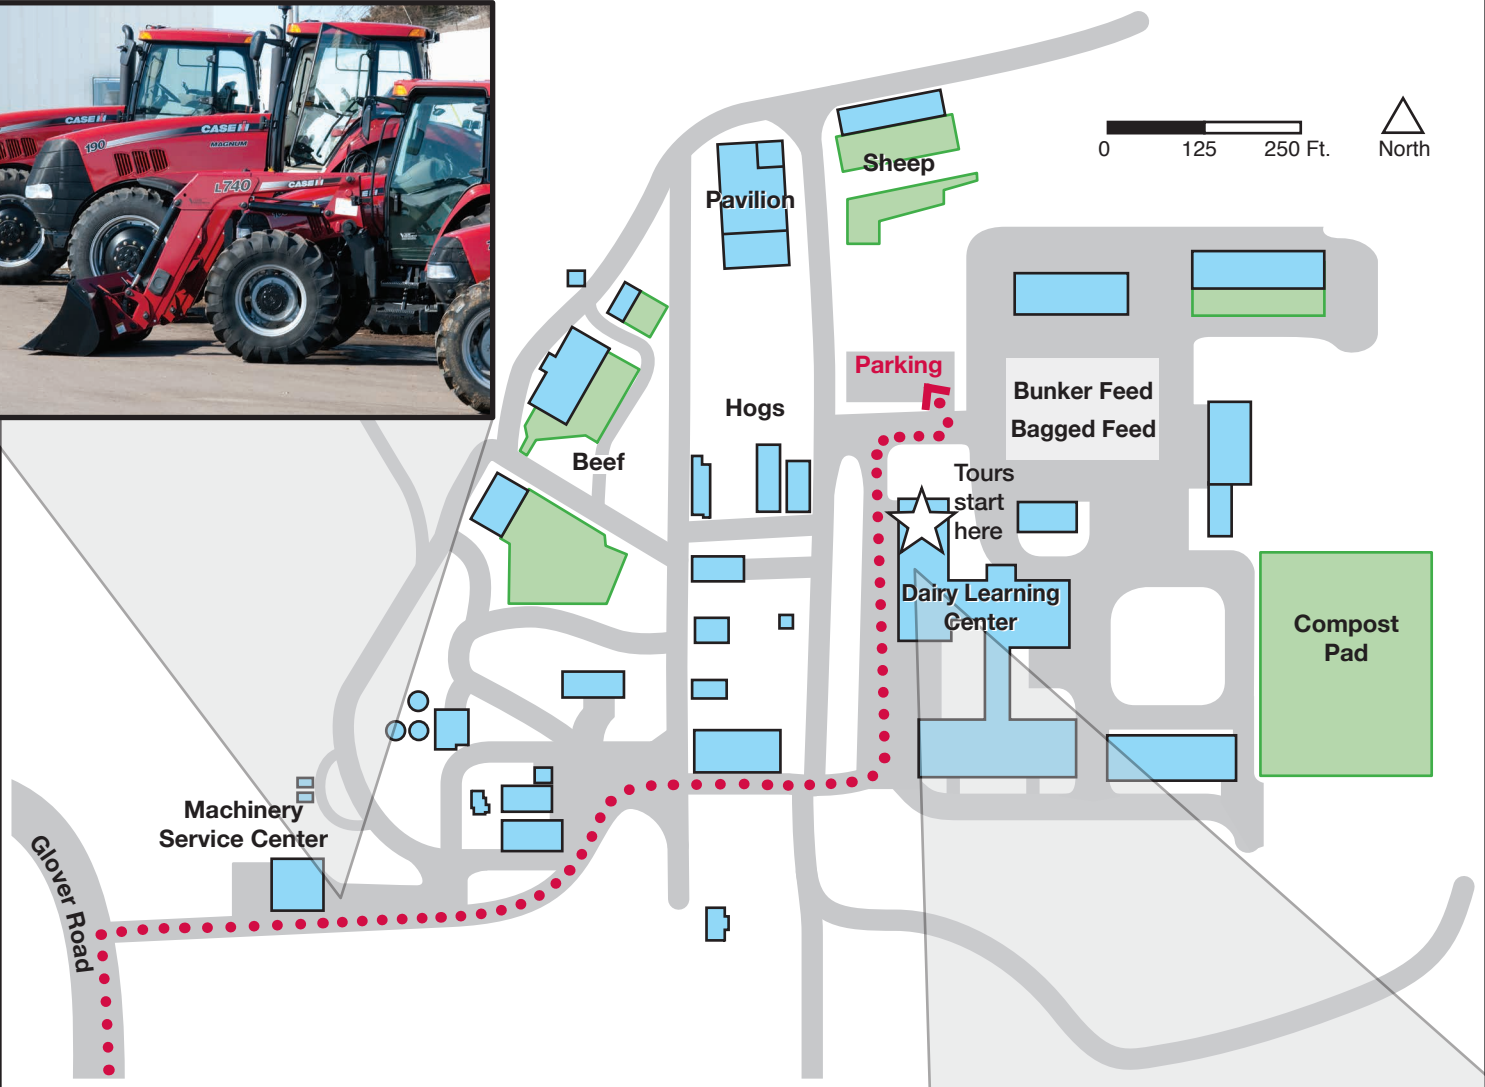 CASE IH
190
CASE IH
MAGNUM
L740
CASE IH
Sheep
0 125 250 Ft.
North
Pavilion
Parking
Bunker Feed
Bagged Feed
Hogs
Beef
Tours
start
here
Dairy Learning
Center
Compost
Pad
Machinery
Service Center
Glover Road